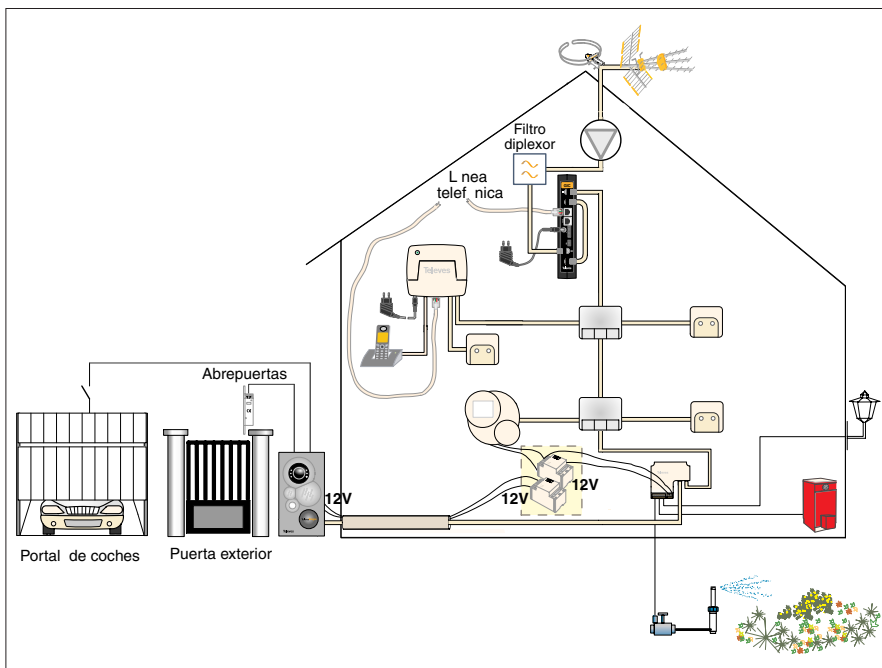 Filtro
diplexor
L nea
telef nica
Televes
Abrepuertas
12V
12V
12V
Portal de coches
Puerta exterior